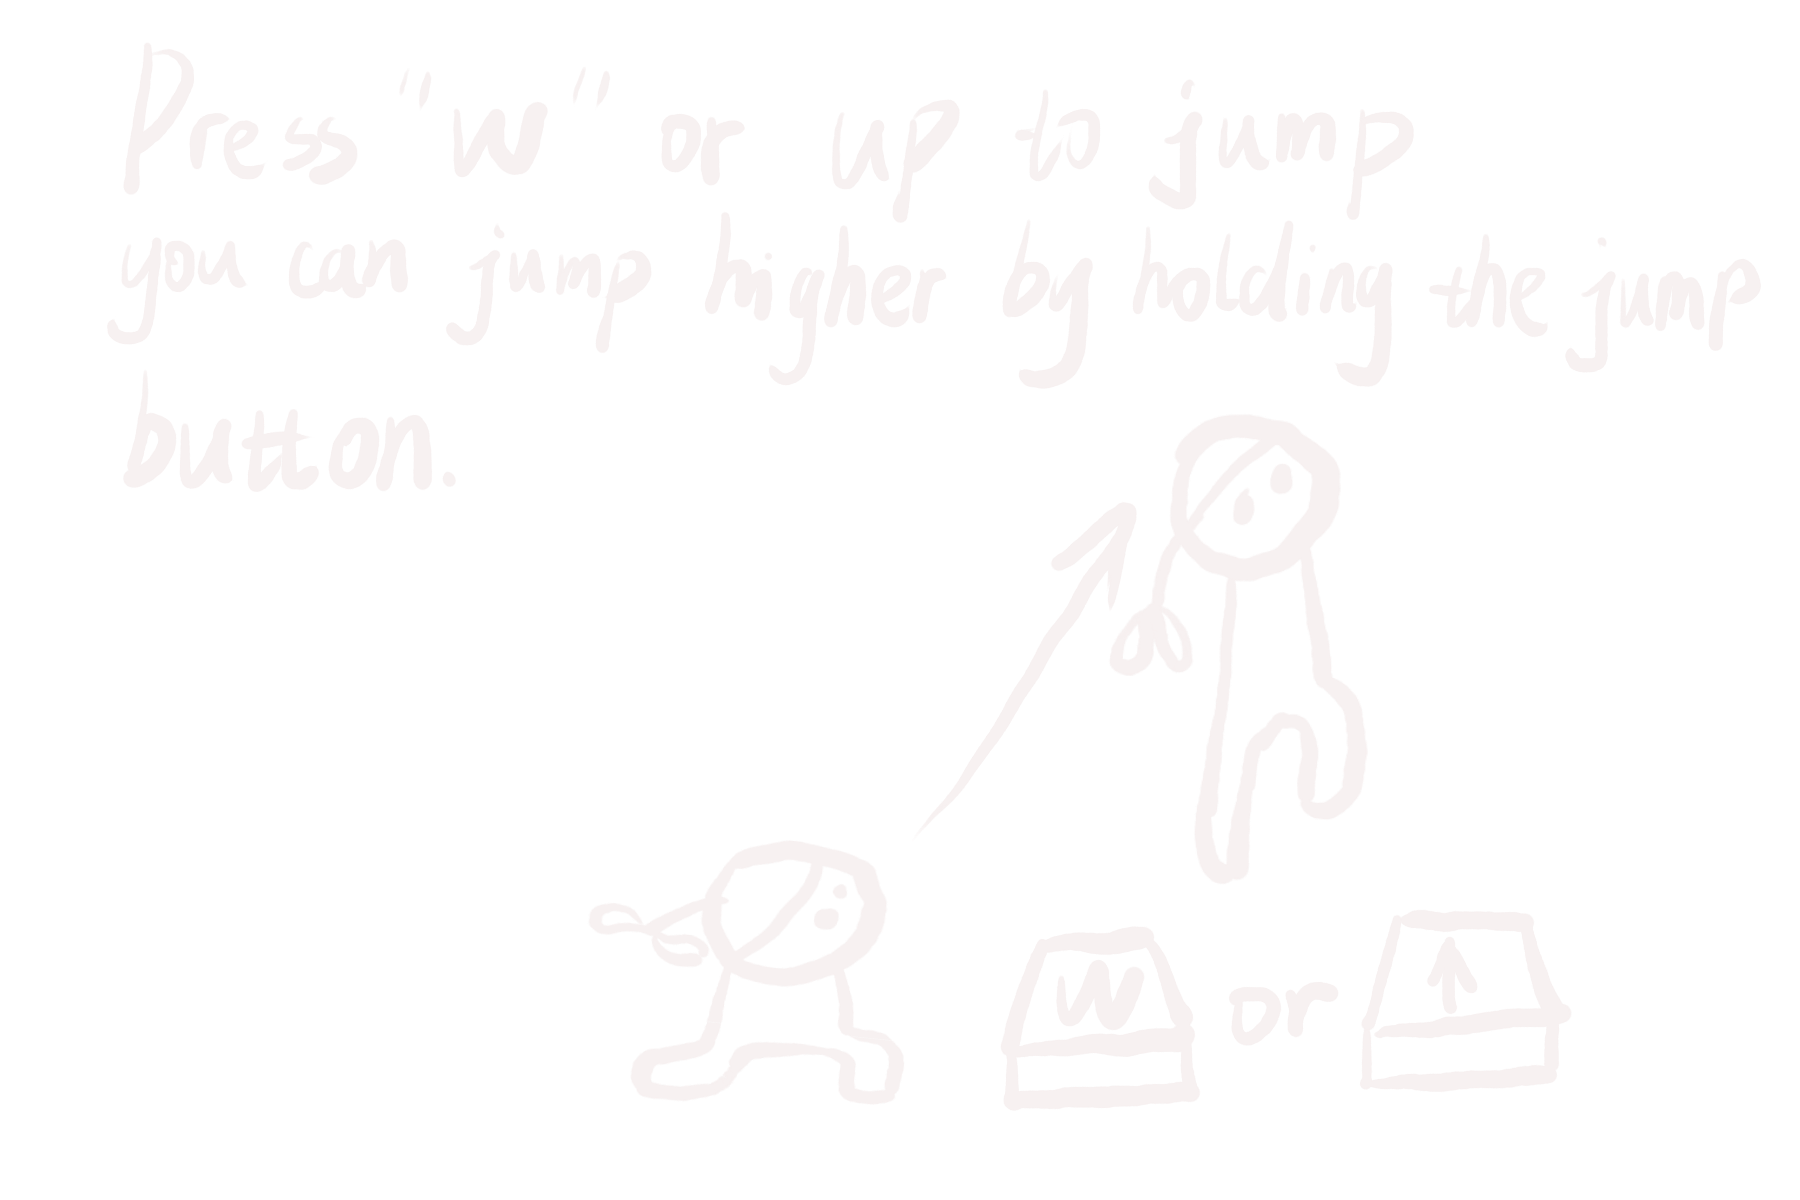 Press "W" or up to jump
you can jump higher by holding the jump
button.
W or ↑